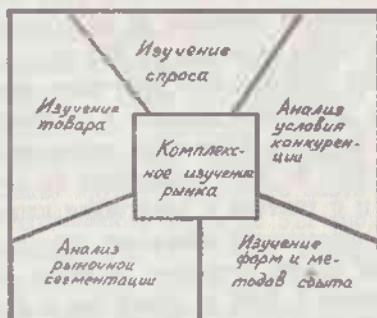 Изучение
спроса
Изучение
товара
Анализ
условия
конкурен-
ции
Комплекс-
ное изучение
рынка
Анализ
рыночной
сегментации
Изучение
форм и ме-
тодов сбыта